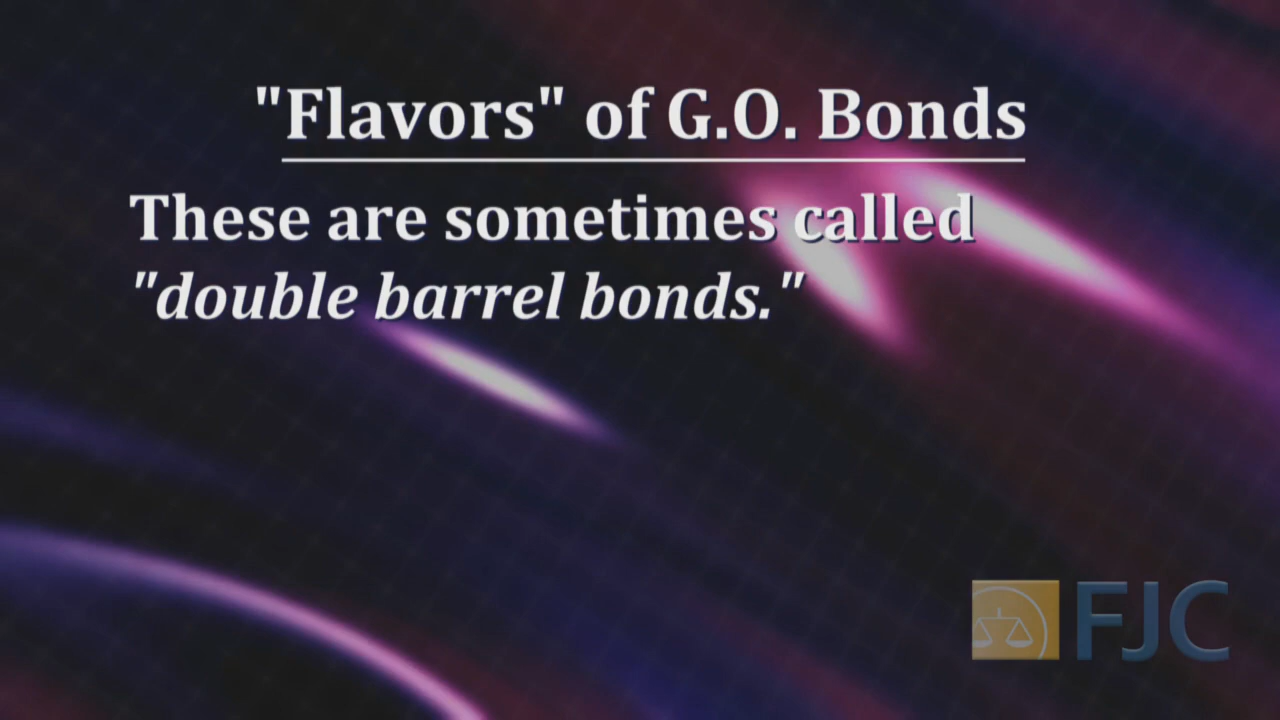 "Flavors" of G.O. Bonds
These are sometimes called
"double barrel bonds."
FJC